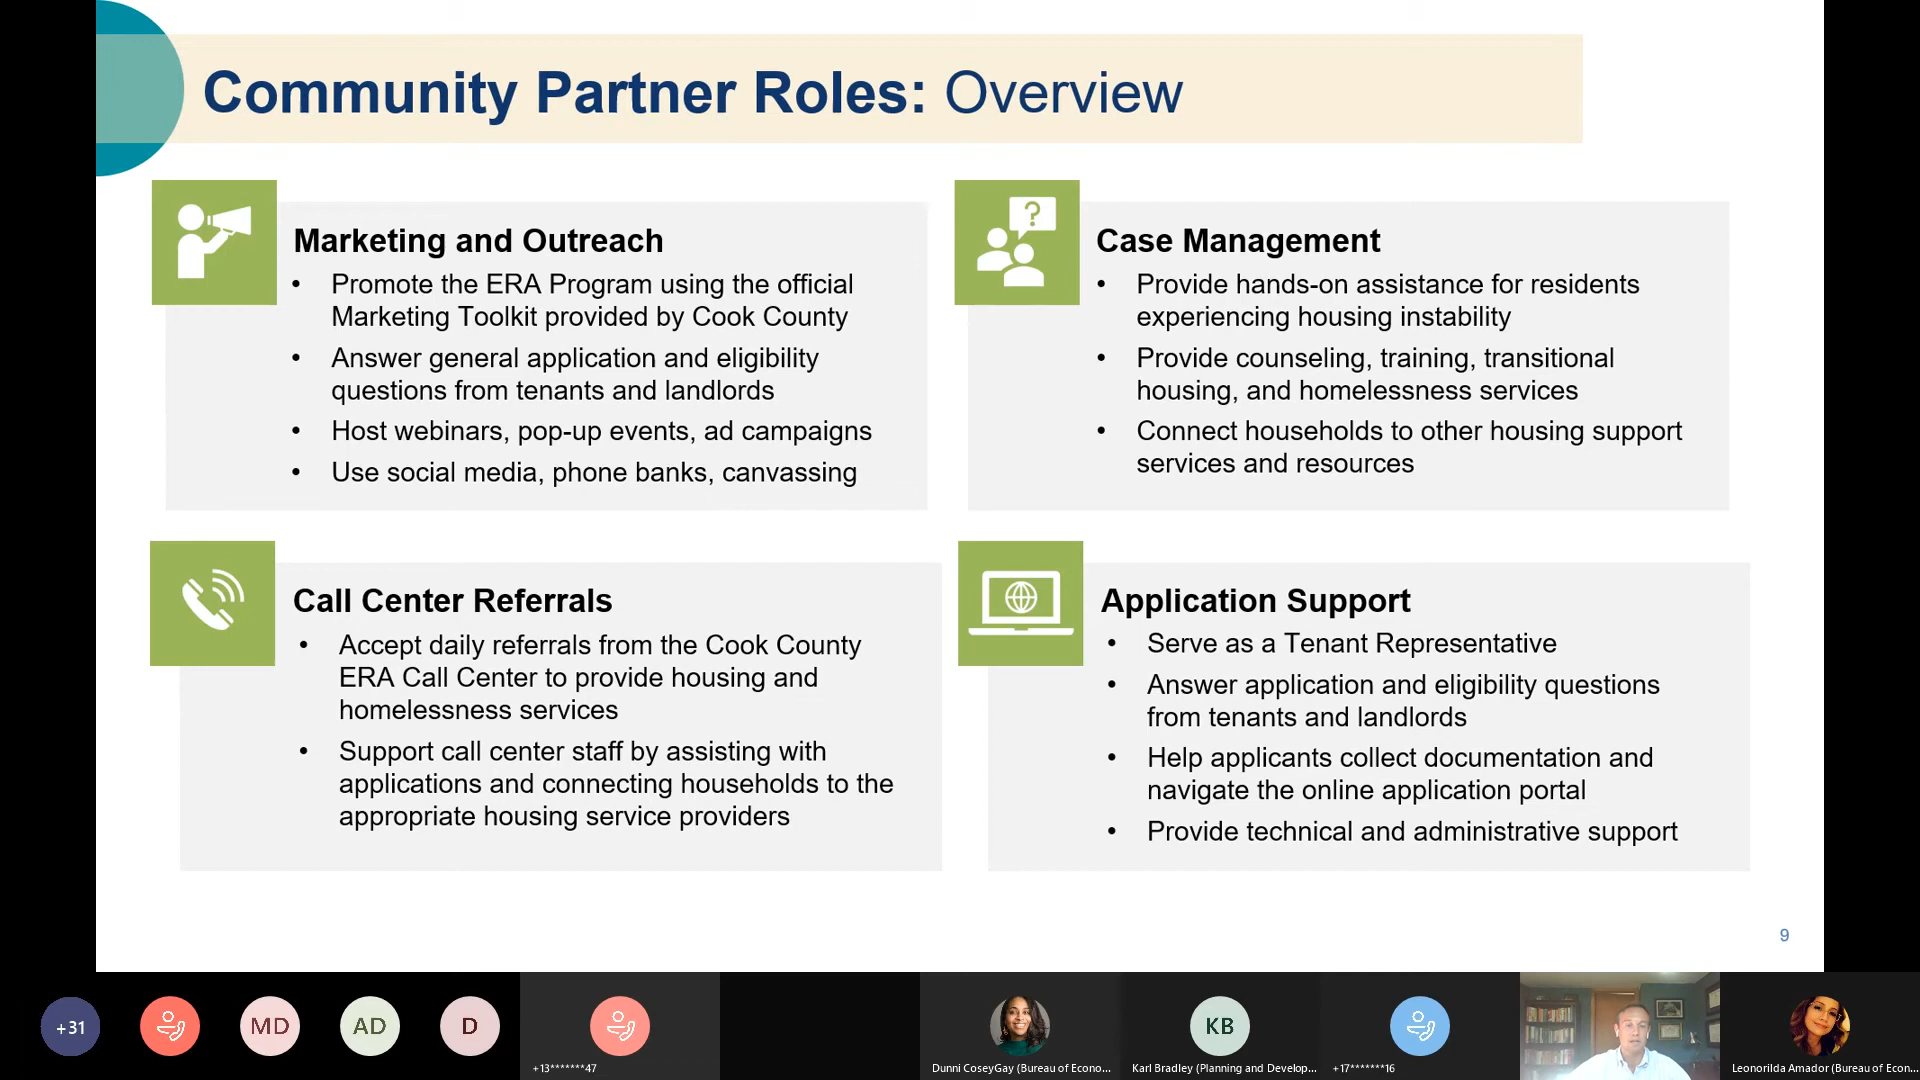 Community Partner Roles: Overview
Marketing and Outreach
• Promote the ERA Program using the official
Marketing Toolkit provided by Cook County
• Answer general application and eligibility
questions from tenants and landlords
• Host webinars, pop-up events, ad campaigns
• Use social media, phone banks, canvassing
?
Case Management
• Provide hands-on assistance for residents
experiencing housing instability
• Provide counseling, training, transitional
housing, and homelessness services
• Connect households to other housing support
services and resources
Call Center Referrals
• Accept daily referrals from the Cook County
ERA Call Center to provide housing and
homelessness services
• Support call center staff by assisting with
applications and connecting households to the
appropriate housing service providers
Application Support
• Serve as a Tenant Representative
• Answer application and eligibility questions
from tenants and landlords
• Help applicants collect documentation and
navigate the online application portal
• Provide technical and administrative support
9
+31
MD
AD
D
KB
+13*******47
Dunni CoseyGay (Bureau of Econo...
Karl Bradley (Planning and Develop...
+17*******16
Leonorilda Amador (Bureau of Econ...